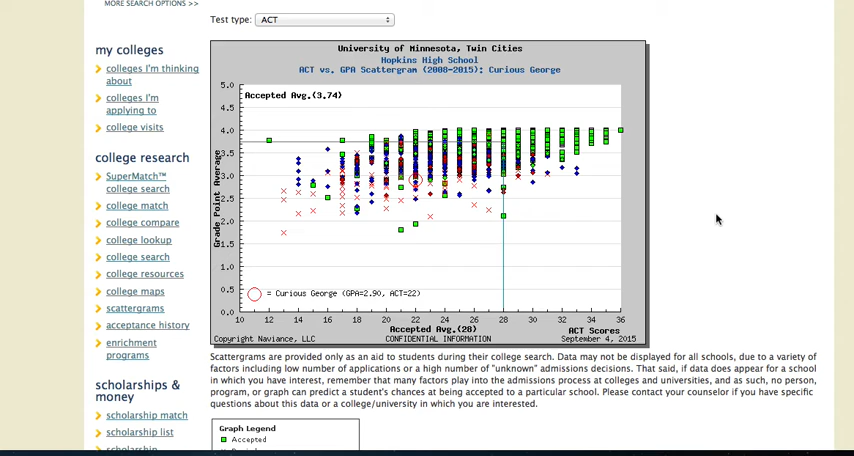 MORE SEARCH OPTIONS >>
Test type: ACT
my colleges
colleges I'm thinking
about
colleges I'm
applying to
college visits
college research
SuperMatch™
college search
college match
college compare
college lookup
college search
college resources
college maps
scattergrams
acceptance history
enrichment
programs
scholarships &
money
scholarship match
scholarship list
scholarship
University of Minnesota, Twin Cities
Hopkins High School
ACT vs. GPA Scattergram (2008-2015): Curious George
Accepted Avg.(3.74)
Grade Point Average
5.0
4.5
4.0
3.5
3.0
2.5
2.0
1.5
1.0
0.5
0.0
= Curious George (GPA=2.90, ACT=22)
10 12 14 16 18 20 22 24 26 28 30 32 34 36
Accepted Avg.(28)
ACT Scores
Copyright Naviance, LLC CONFIDENTIAL INFORMATION September 4, 2015
Scattergrams are provided only as an aid to students during their college search. Data may not be displayed for all schools, due to a variety of
factors including low number of applications or a high number of "unknown" admissions decisions. That said, if data does appear for a school
in which you have interest, remember that many factors play into the admissions process at colleges and universities, and as such, no person,
program, or graph can predict a student's chances at being accepted to a particular school. Please contact your counselor if you have specific
questions about this data or a college/university in which you are interested.
Graph Legend
Accepted